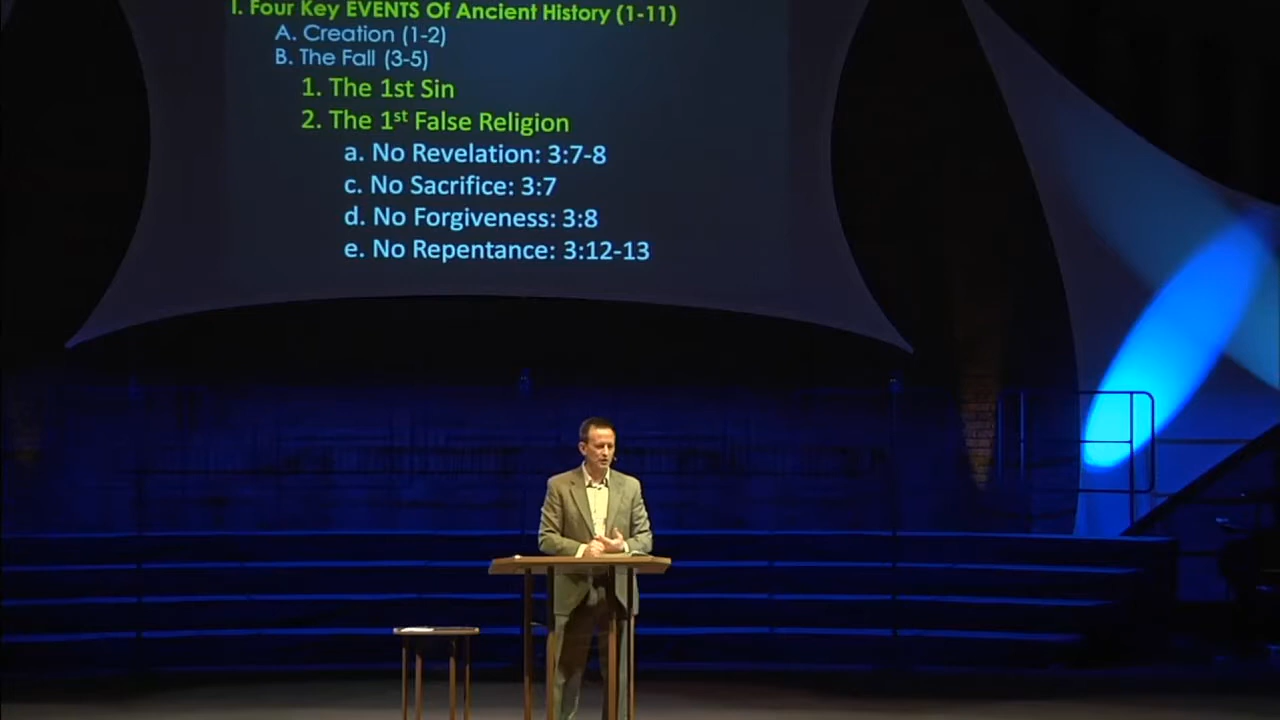 I. Four Key EVENTS Of Ancient History (1-11)
A. Creation (1-2)
B. The Fall (3-5)
1. The 1st Sin
2. The 1st False Religion
a. No Revelation: 3:7-8
c. No Sacrifice: 3:7
d. No Forgiveness: 3:8
e. No Repentance: 3:12-13